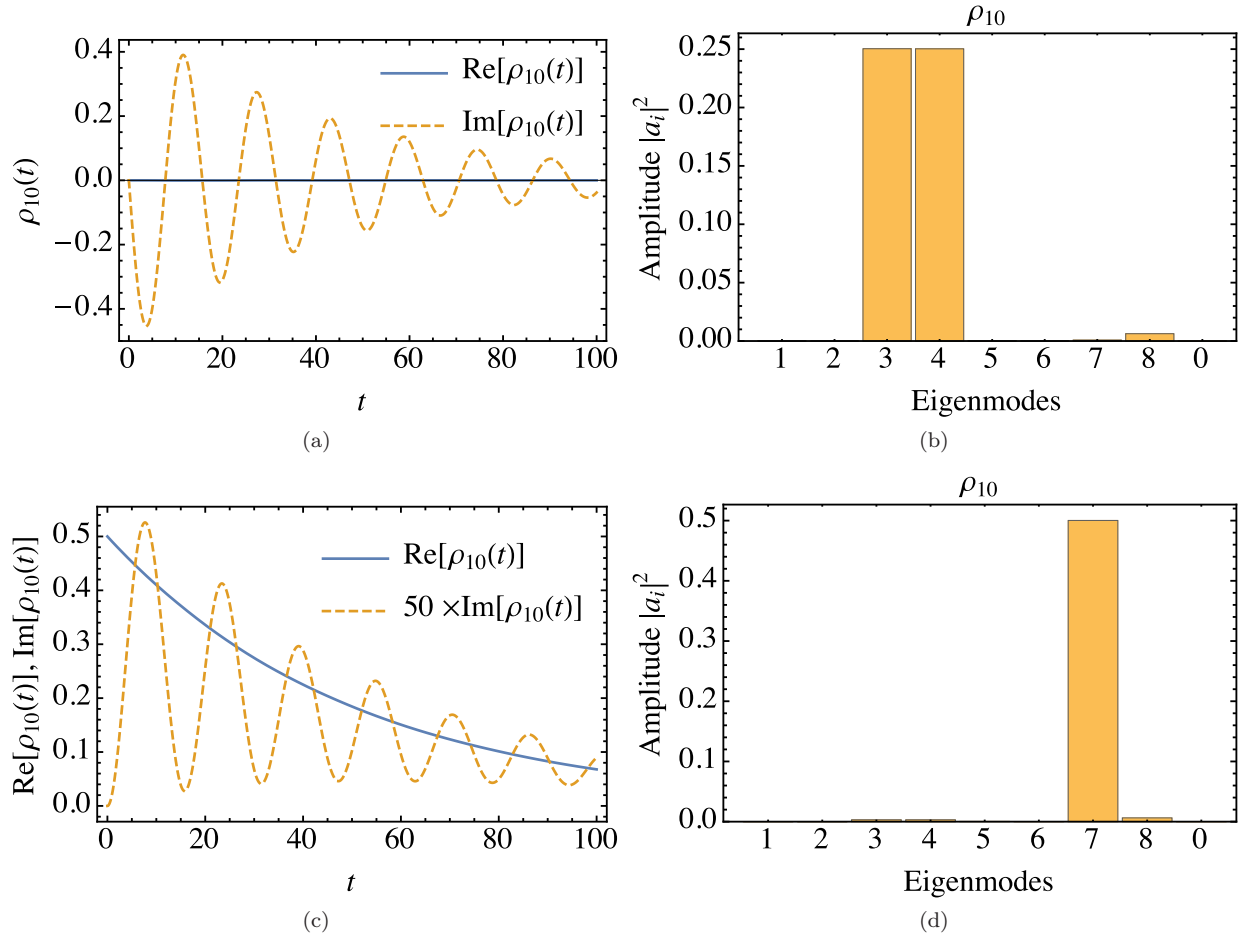 0.4
0.2
0.0
−0.2
−0.4
ρ10(t)
Re[ρ10(t)]
Im[ρ10(t)]
0 20 40 60 80 100
t
(a)
ρ10
0.25
0.20
0.15
0.10
0.05
0.00
Amplitude |ai|²
1 2 3 4 5 6 7 8 0
Eigenmodes
(b)
0.5
0.4
0.3
0.2
0.1
0.0
Re[ρ10(t)], Im[ρ10(t)]
Re[ρ10(t)]
50 ×Im[ρ10(t)]
0 20 40 60 80 100
t
(c)
ρ10
0.5
0.4
0.3
0.2
0.1
0.0
Amplitude |ai|²
1 2 3 4 5 6 7 8 0
Eigenmodes
(d)